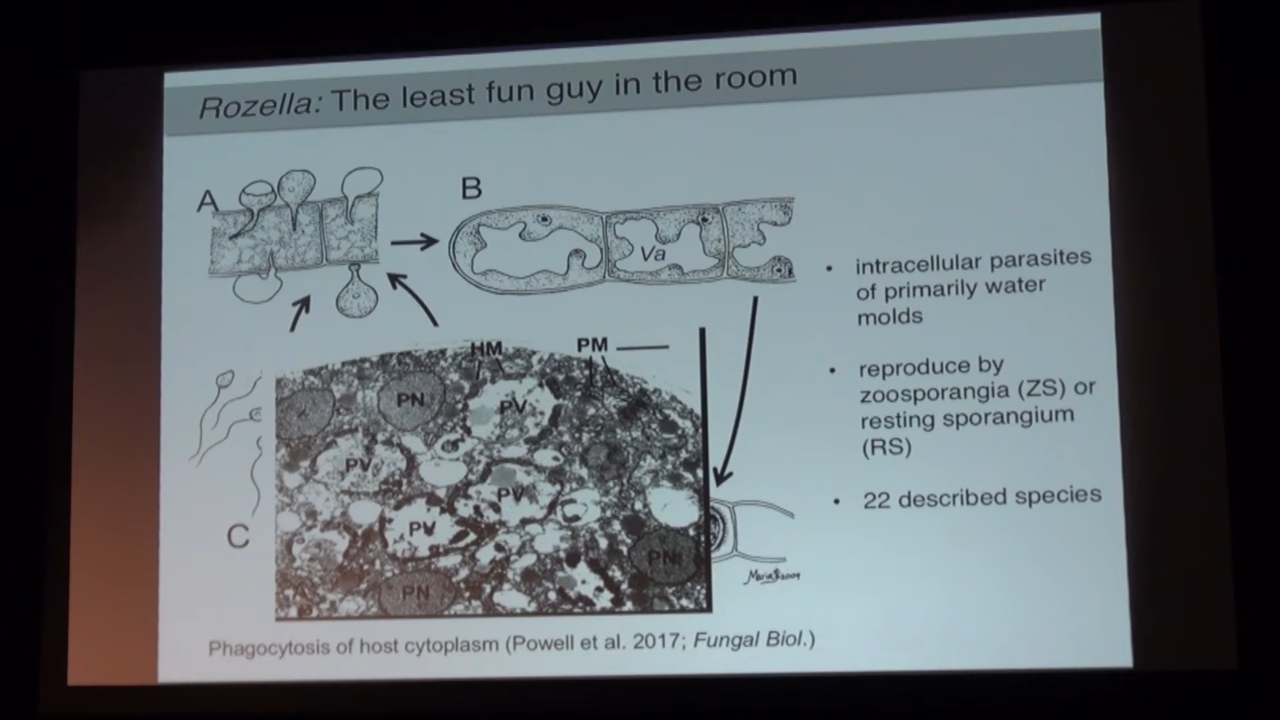 Rozella: The least fun guy in the room
A
B
Va
HM
PM
PN
PV
PV
PV
PV
PN
PN
C
Phagocytosis of host cytoplasm (Powell et al. 2017; Fungal Biol.)
• intracellular parasites
of primarily water
molds
• reproduce by
zoosporangia (ZS) or
resting sporangium
(RS)
• 22 described species